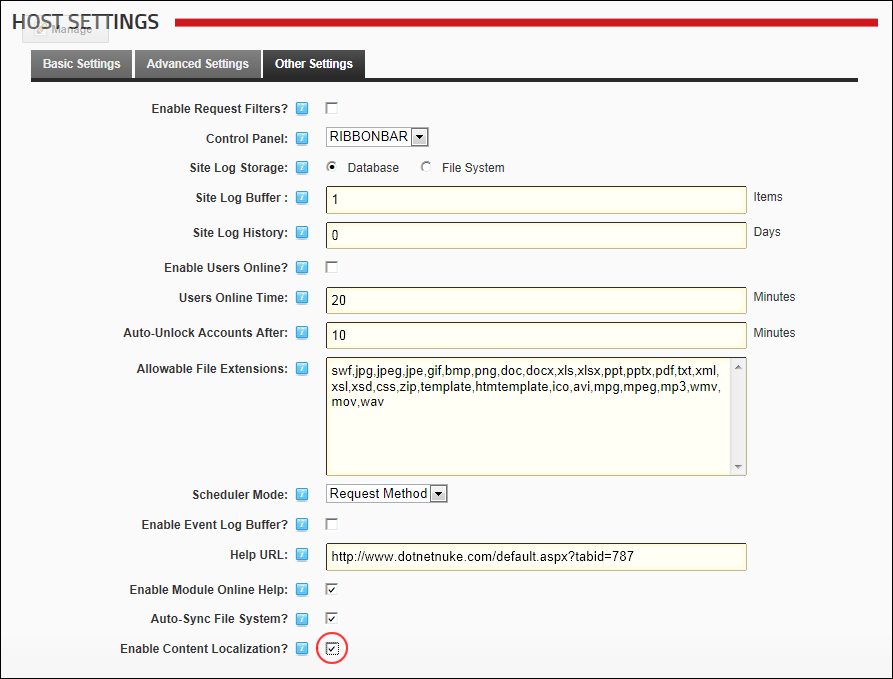 HOST SETTINGS
Manage
Basic Settings Advanced Settings Other Settings
Enable Request Filters?
Control Panel: RIBBONBAR
Site Log Storage: Database File System
Site Log Buffer : 1 Items
Site Log History: 0 Days
Enable Users Online?
Users Online Time: 20 Minutes
Auto-Unlock Accounts After: 10 Minutes
Allowable File Extensions: swf,jpg,jpeg,jpe,gif,bmp,png,doc,docx,xls,xlsx,ppt,pptx,pdf,txt,xml,
xsl,xsd,css,zip,template,htmtemplate,ico,avi,mpg,mpeg,mp3,wmv,
mov,wav
Scheduler Mode: Request Method
Enable Event Log Buffer?
Help URL: http://www.dotnetnuke.com/default.aspx?tabid=787
Enable Module Online Help:
Auto-Sync File System?
Enable Content Localization?